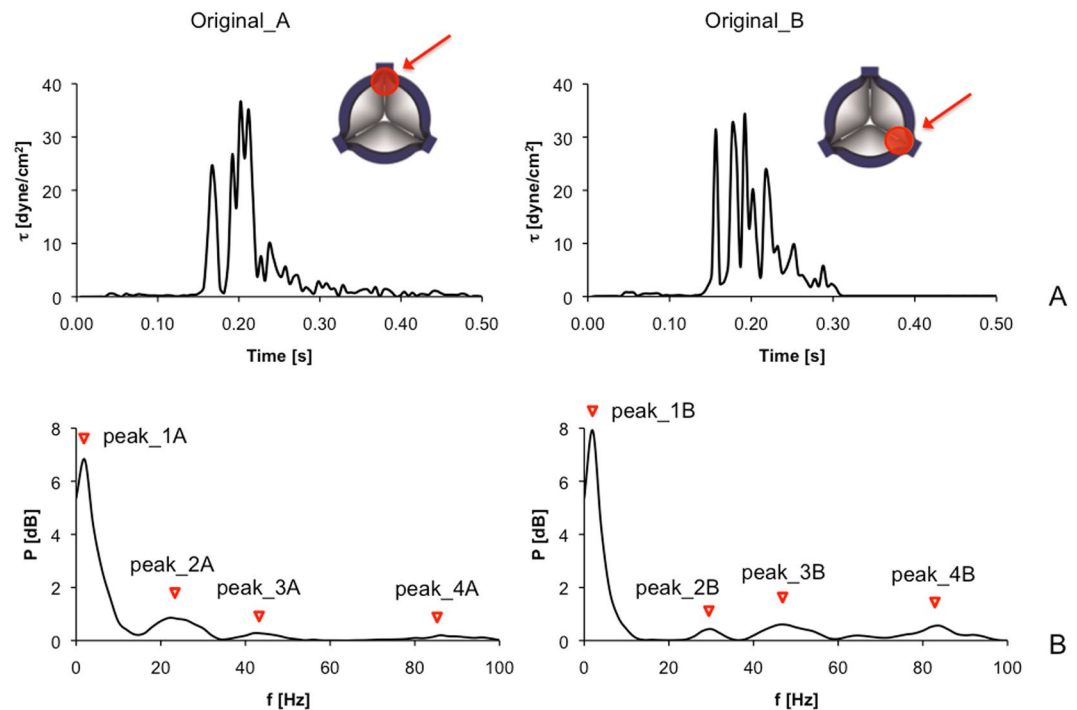 Original_A
Original_B
40
30
20
10
0
τ [dyne/cm²]
0.00 0.10 0.20 0.30 0.40 0.50
Time [s]
40
30
20
10
0
τ [dyne/cm²]
0.00 0.10 0.20 0.30 0.40 0.50
Time [s]
A
8
6
4
2
0
P [dB]
peak_1A
peak_2A
peak_3A
peak_4A
0 20 40 60 80 100
f [Hz]
8
6
4
2
0
P [dB]
peak_1B
peak_2B
peak_3B
peak_4B
0 20 40 60 80 100
f [Hz]
B